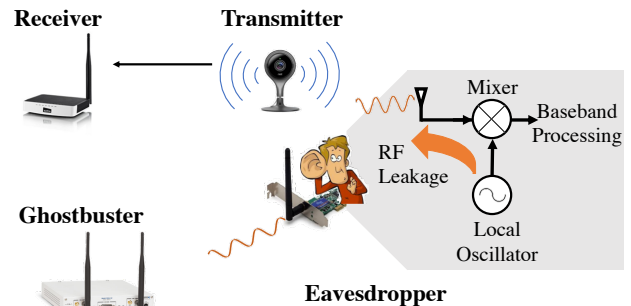 Receiver
Transmitter
Mixer
Baseband
Processing
RF
Leakage
Local
Oscillator
Ghostbuster
Eavesdropper